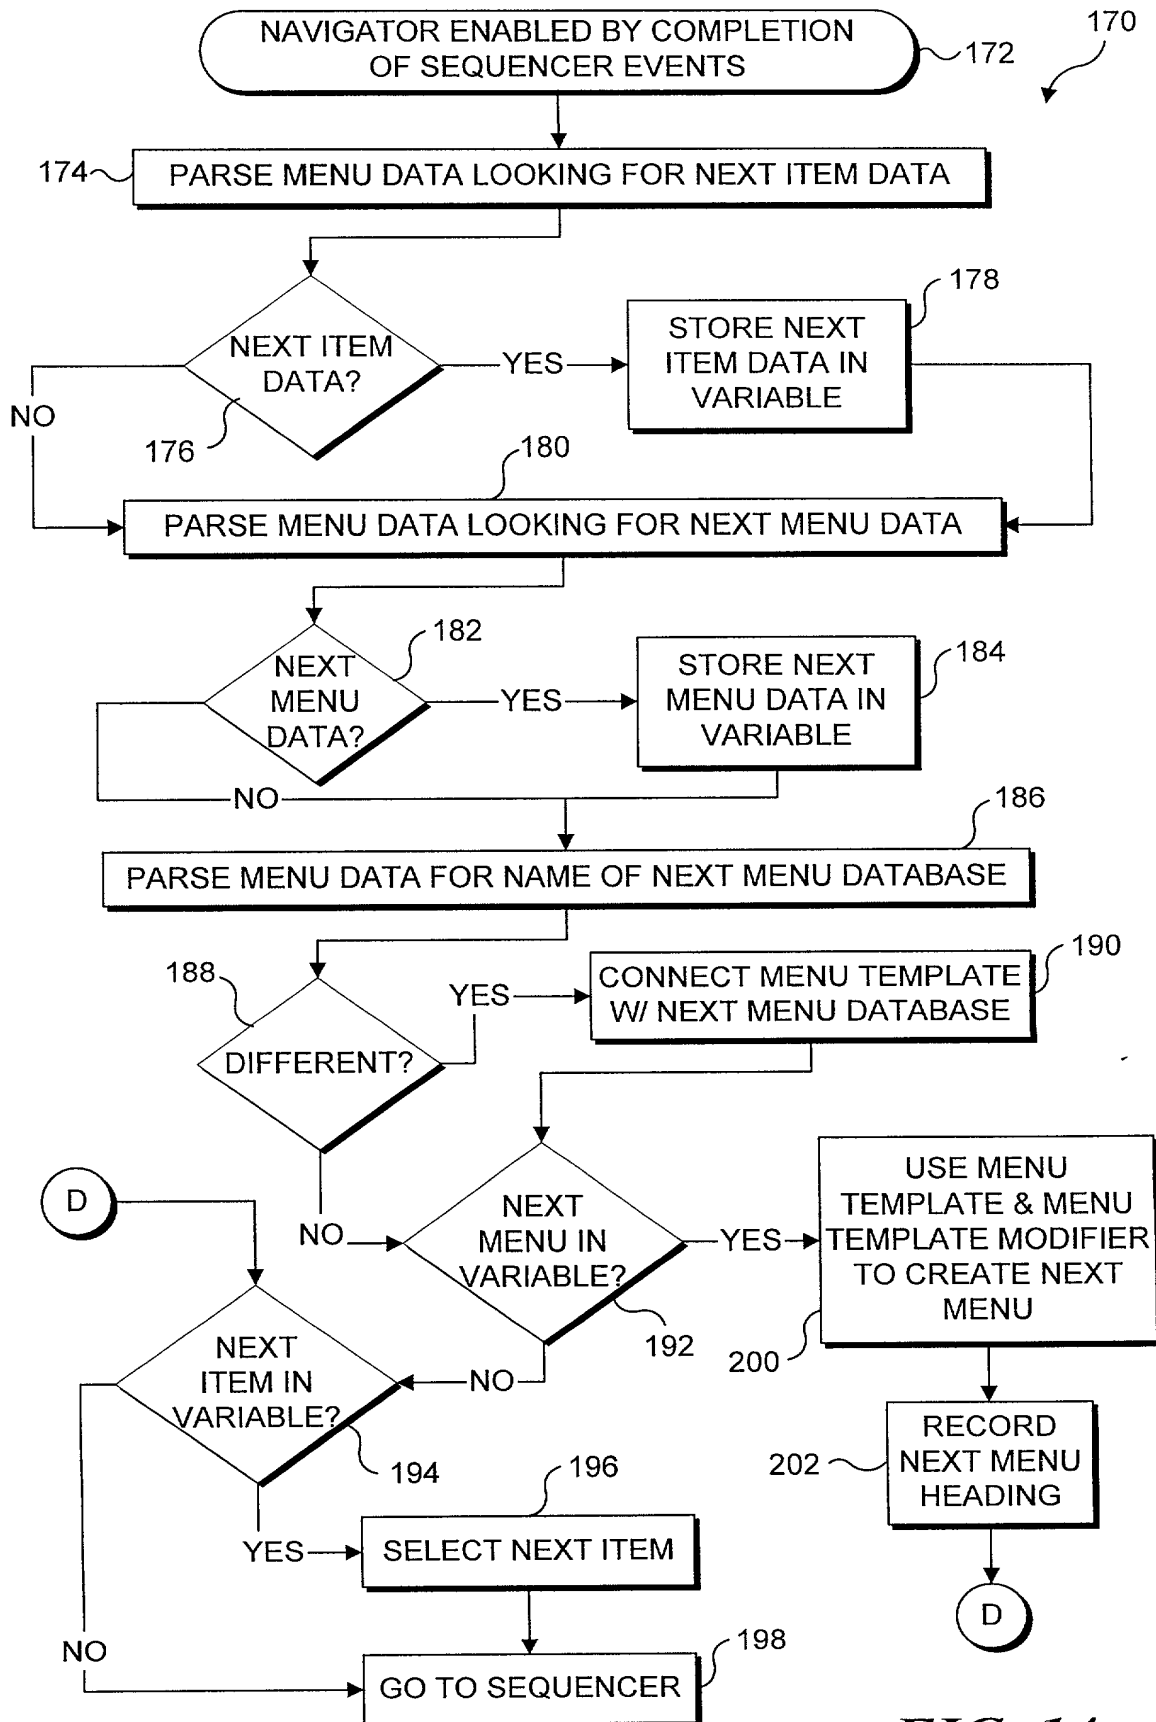 NAVIGATOR ENABLED BY COMPLETION
OF SEQUENCER EVENTS
172
170
174
PARSE MENU DATA LOOKING FOR NEXT ITEM DATA
NEXT ITEM
DATA?
176
YES
NO
STORE NEXT
ITEM DATA IN
VARIABLE
178
180
PARSE MENU DATA LOOKING FOR NEXT MENU DATA
NEXT
MENU
DATA?
182
YES
NO
STORE NEXT
MENU DATA IN
VARIABLE
184
186
PARSE MENU DATA FOR NAME OF NEXT MENU DATABASE
188
DIFFERENT?
YES
NO
CONNECT MENU TEMPLATE
W/ NEXT MENU DATABASE
190
D
NEXT
MENU IN
VARIABLE?
192
YES
NO
USE MENU
TEMPLATE & MENU
TEMPLATE MODIFIER
TO CREATE NEXT
MENU
200
NEXT
ITEM IN
VARIABLE?
194
YES
NO
RECORD
NEXT MENU
HEADING
202
196
SELECT NEXT ITEM
D
198
GO TO SEQUENCER
FIG. 14